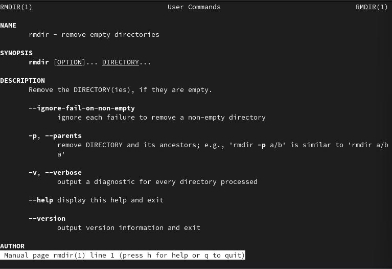 RMDIR(1) User Commands RMDIR(1)
NAME
rmdir - remove empty directories
SYNOPSIS
rmdir [OPTION]... DIRECTORY...
DESCRIPTION
Remove the DIRECTORY(ies), if they are empty.
--ignore-fail-on-non-empty
ignore each failure to remove a non-empty directory
-p, --parents
remove DIRECTORY and its ancestors; e.g., 'rmdir -p a/b' is similar to 'rmdir a/b
a'
-v, --verbose
output a diagnostic for every directory processed
--help display this help and exit
--version
output version information and exit
AUTHOR
Manual page rmdir(1) line 1 (press h for help or q to quit)